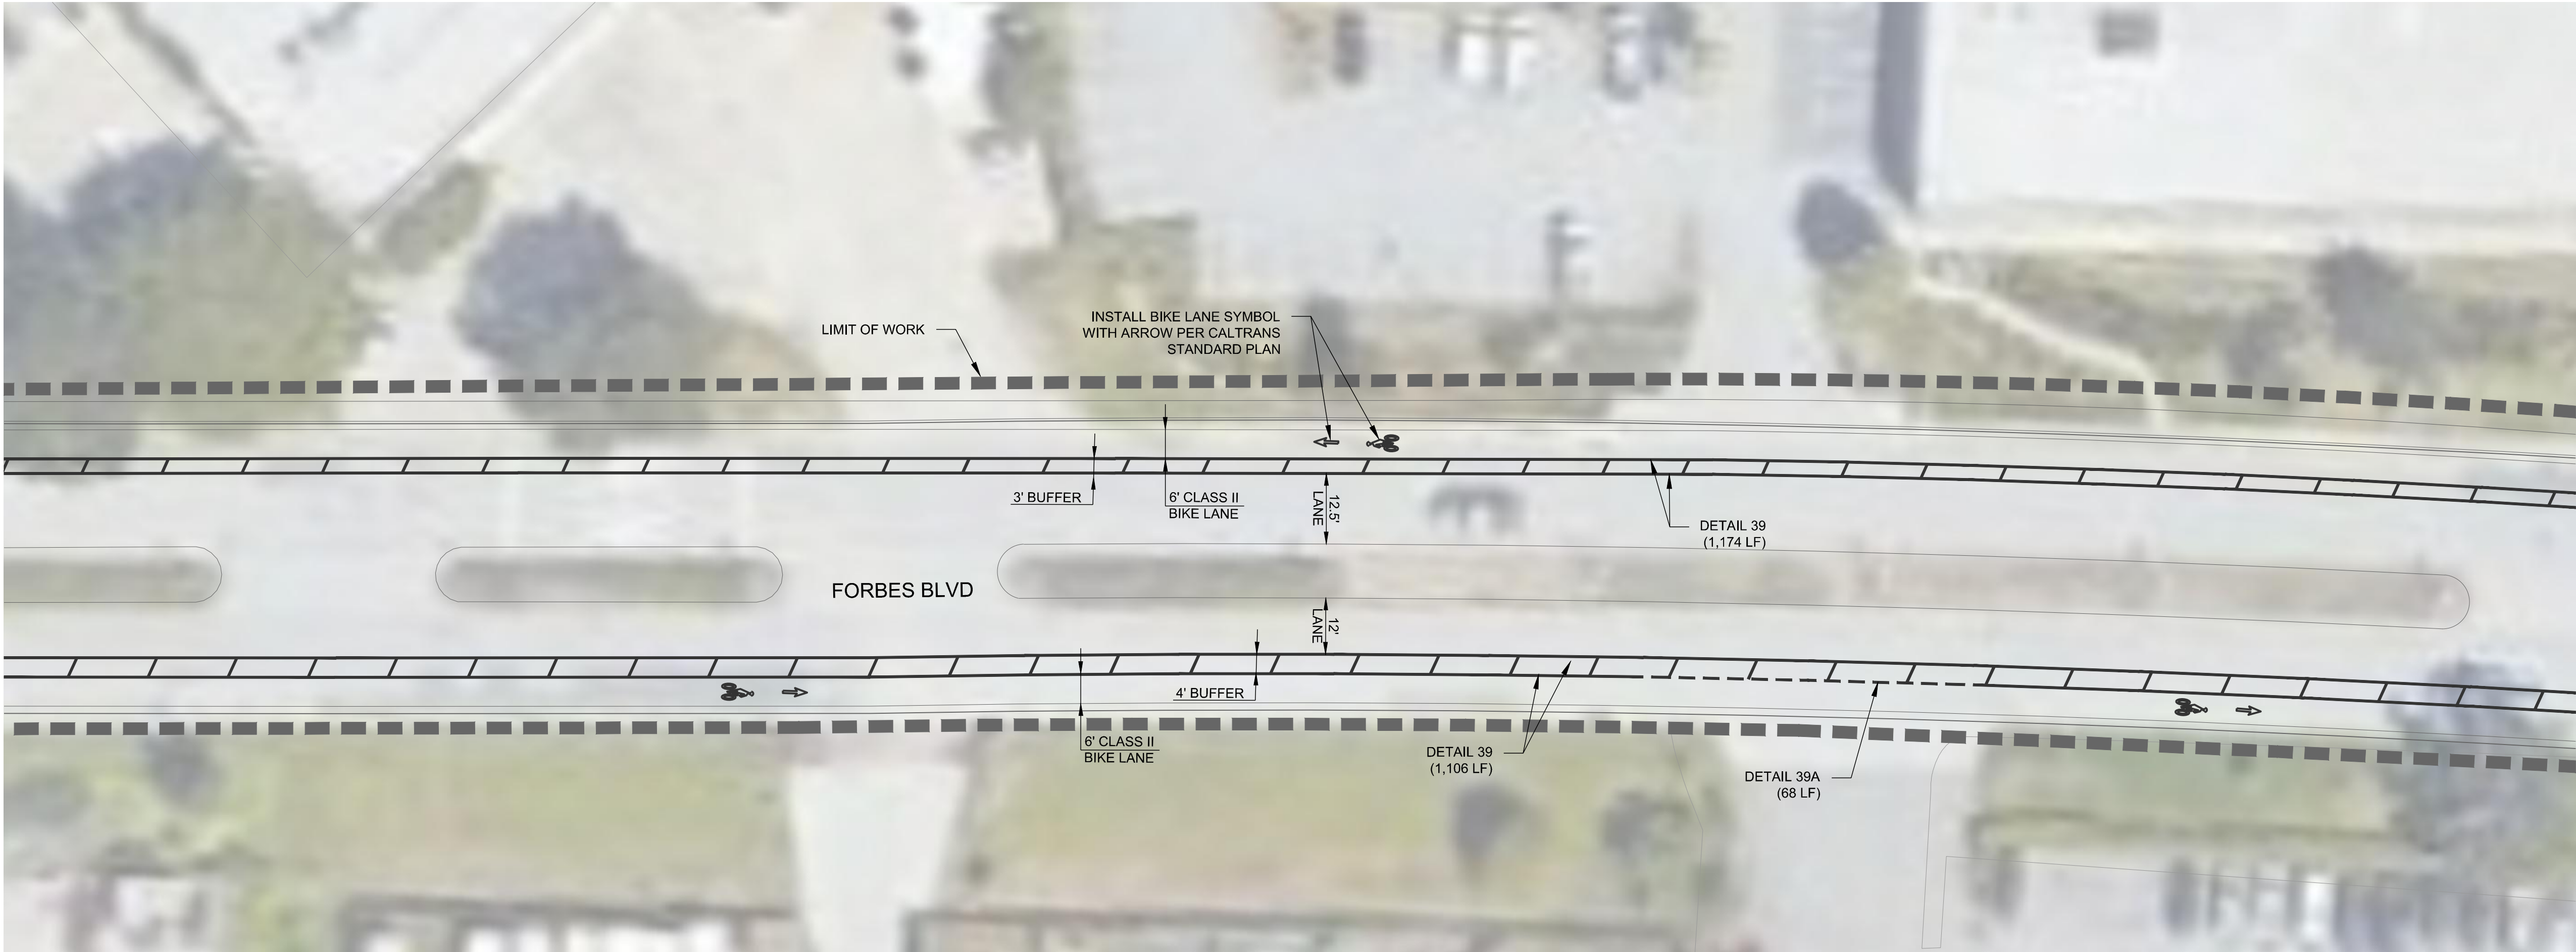 LIMIT OF WORK
INSTALL BIKE LANE SYMBOL
WITH ARROW PER CALTRANS
STANDARD PLAN
3' BUFFER
6' CLASS II
BIKE LANE
12.5'
LANE
DETAIL 39
(1,174 LF)
FORBES BLVD
12'
LANE
4' BUFFER
6' CLASS II
BIKE LANE
DETAIL 39
(1,106 LF)
DETAIL 39A
(68 LF)